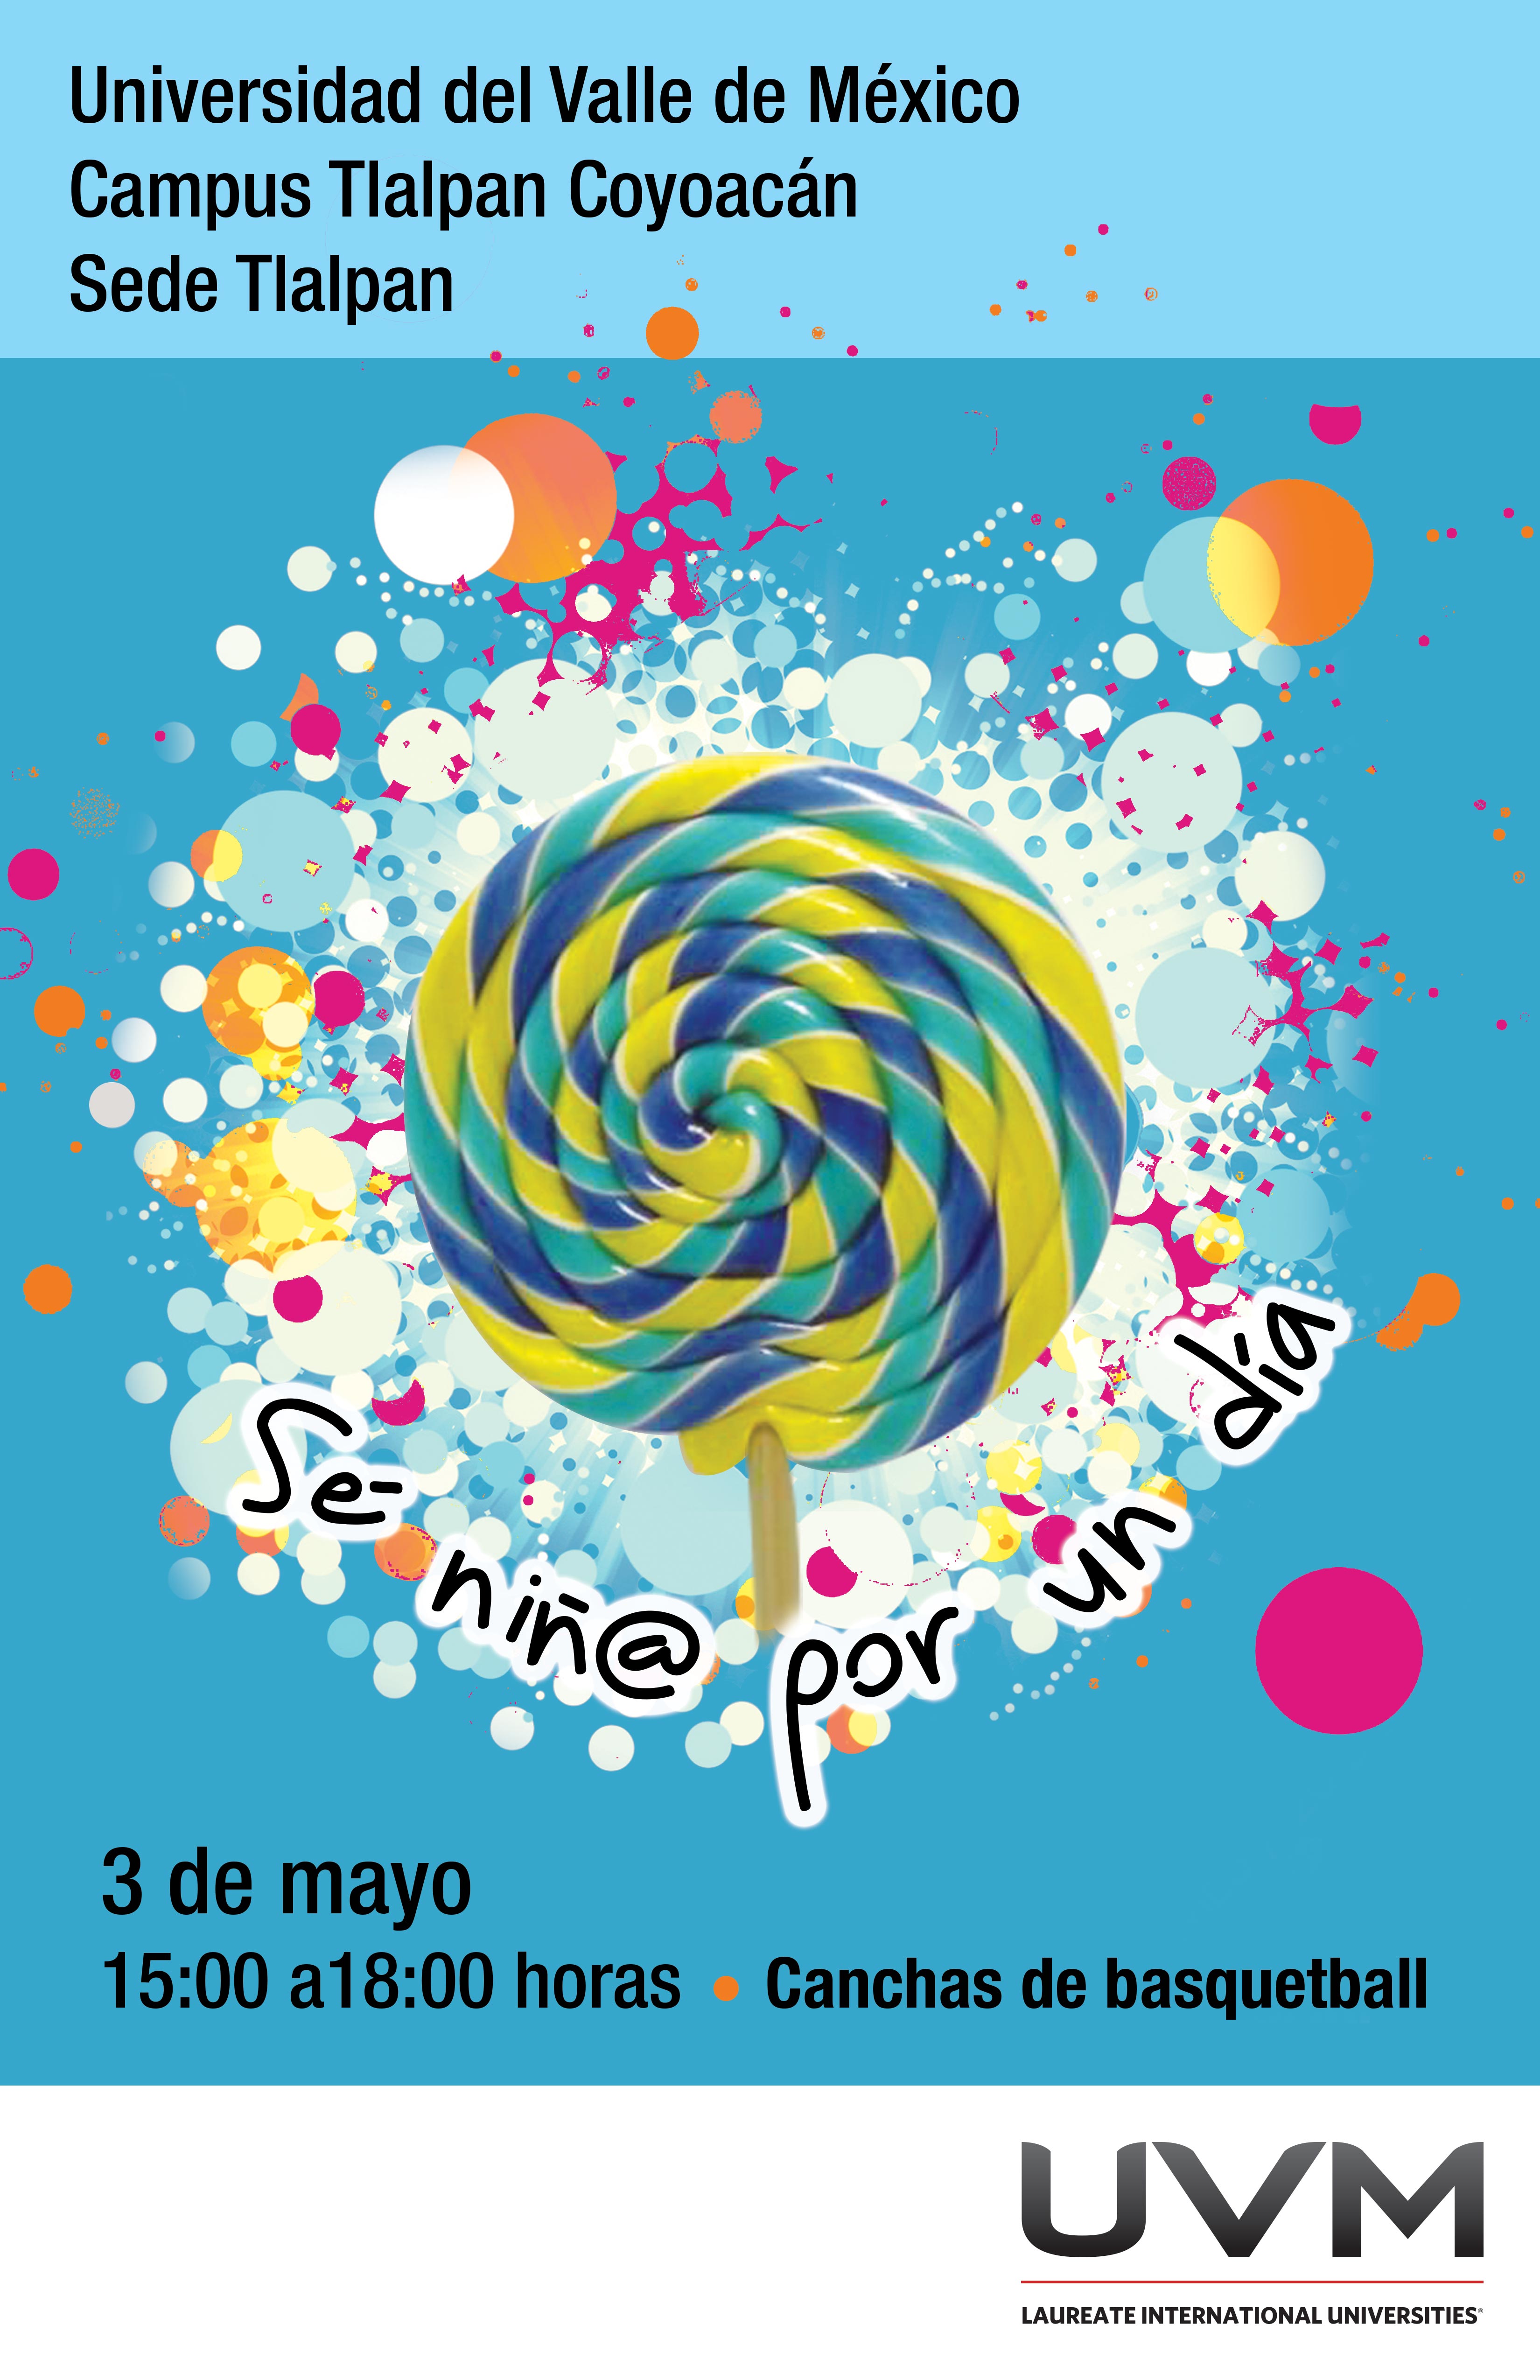 Universidad del Valle de México
Campus Tlalpan Coyoacán
Sede Tlalpan
Se-
niñ@ por un día
3 de mayo
15:00 a18:00 horas • Canchas de basquetball
UVM
LAUREATE INTERNATIONAL UNIVERSITIES®